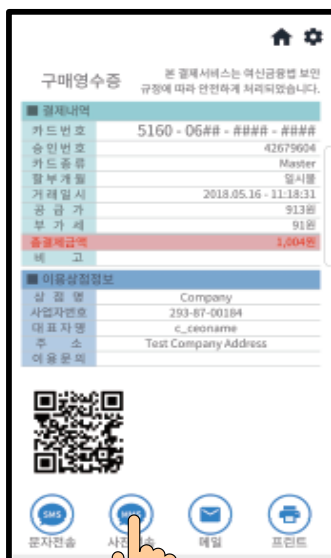 구매영수증
본 결제서비스는 여신금융법 보안
규정에 따라 안전하게 처리되었습니다.
■ 결제내역
카드번호 5160 - 06## - #### - ####
승인번호 42679604
카드종류 Master
할부개월 일시불
거래일시 2018.05.16 - 11:18:31
공급가 913원
부가세 91원
총결제금액 1,004원
비고
■ 이용상점정보
상점명 Company
사업자번호 293-87-00184
대표자명 c_ceoname
주소 Test Company Address
이용문의
SMS
문자전송 메일 프린트